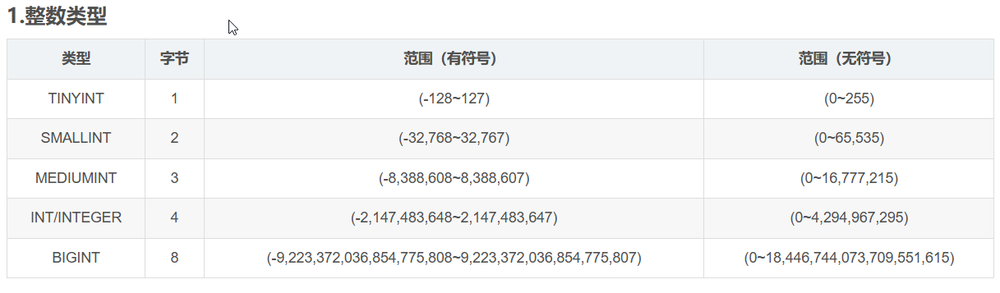 1.整数类型
类型 字节 范围（有符号） 范围（无符号）
TINYINT 1 (-128~127) (0~255)
SMALLINT 2 (-32,768~32,767) (0~65,535)
MEDIUMINT 3 (-8,388,608~8,388,607) (0~16,777,215)
INT/INTEGER 4 (-2,147,483,648~2,147,483,647) (0~4,294,967,295)
BIGINT 8 (-9,223,372,036,854,775,808~9,223,372,036,854,775,807) (0~18,446,744,073,709,551,615)